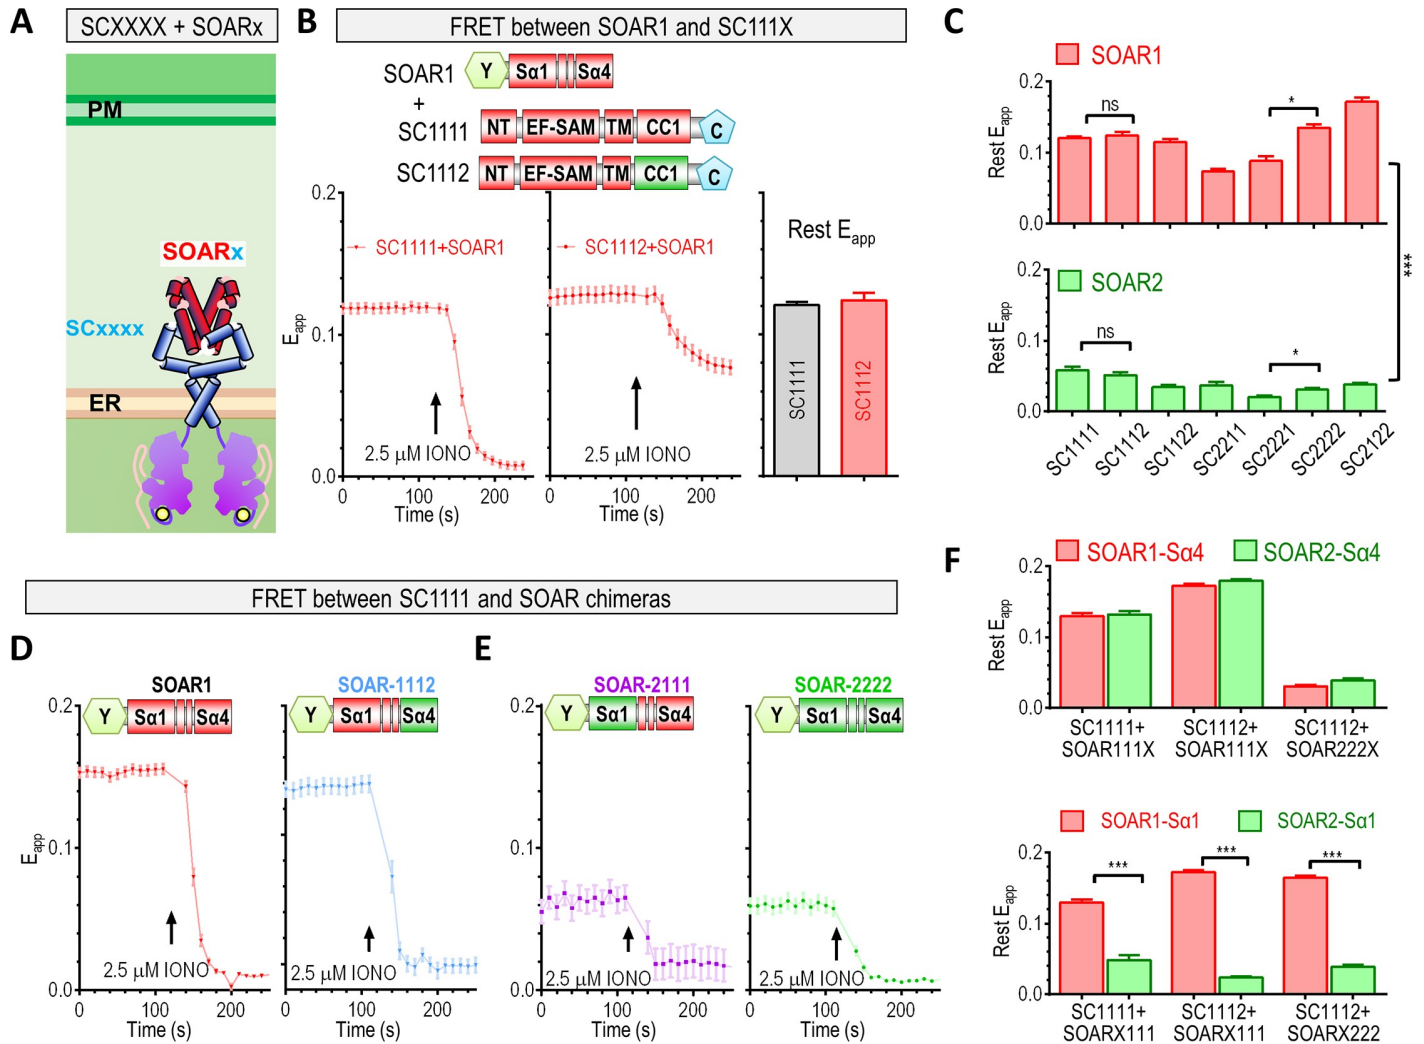 A
SCXXXX + SOARx
PM
SOARx
SCxxxx
ER
B
FRET between SOAR1 and SC111X
SOAR1
Y Sα1 Sα4
+
SC1111
NT EF-SAM TM CC1 C
SC1112
NT EF-SAM TM CC1 C
0.2
0.1
0.0
Eapp
SC1111+SOAR1
2.5 μM IONO
0 100 200
Time (s)
SC1112+SOAR1
2.5 μM IONO
0 100 200
Time (s)
Rest Eapp
SC1111
SC1112
C
SOAR1
0.2
0.1
0.0
Rest Eapp
ns
*
***
SOAR2
0.2
0.1
0.0
Rest Eapp
ns
*
SC1111 SC1112 SC1122 SC2211 SC2221 SC2222 SC2122
FRET between SC1111 and SOAR chimeras
D
SOAR1
Y Sα1 Sα4
0.2
0.1
0.0
Eapp
2.5 μM IONO
0 100 200
Time (s)
SOAR-1112
Y Sα1 Sα4
2.5 μM IONO
0 100 200
Time (s)
E
SOAR-2111
Y Sα1 Sα4
0.2
0.1
0.0
2.5 μM IONO
0 100 200
Time (s)
SOAR-2222
Y Sα1 Sα4
2.5 μM IONO
0 100 200
Time (s)
F
SOAR1-Sα4 SOAR2-Sα4
0.2
0.1
0.0
Rest Eapp
SC1111+ SC1112+ SC1112+
SOAR111X SOAR111X SOAR222X
SOAR1-Sα1 SOAR2-Sα1
0.2
0.1
0.0
Rest Eapp
*** *** ***
SC1111+ SC1112+ SC1112+
SOARX111 SOARX111 SOARX222